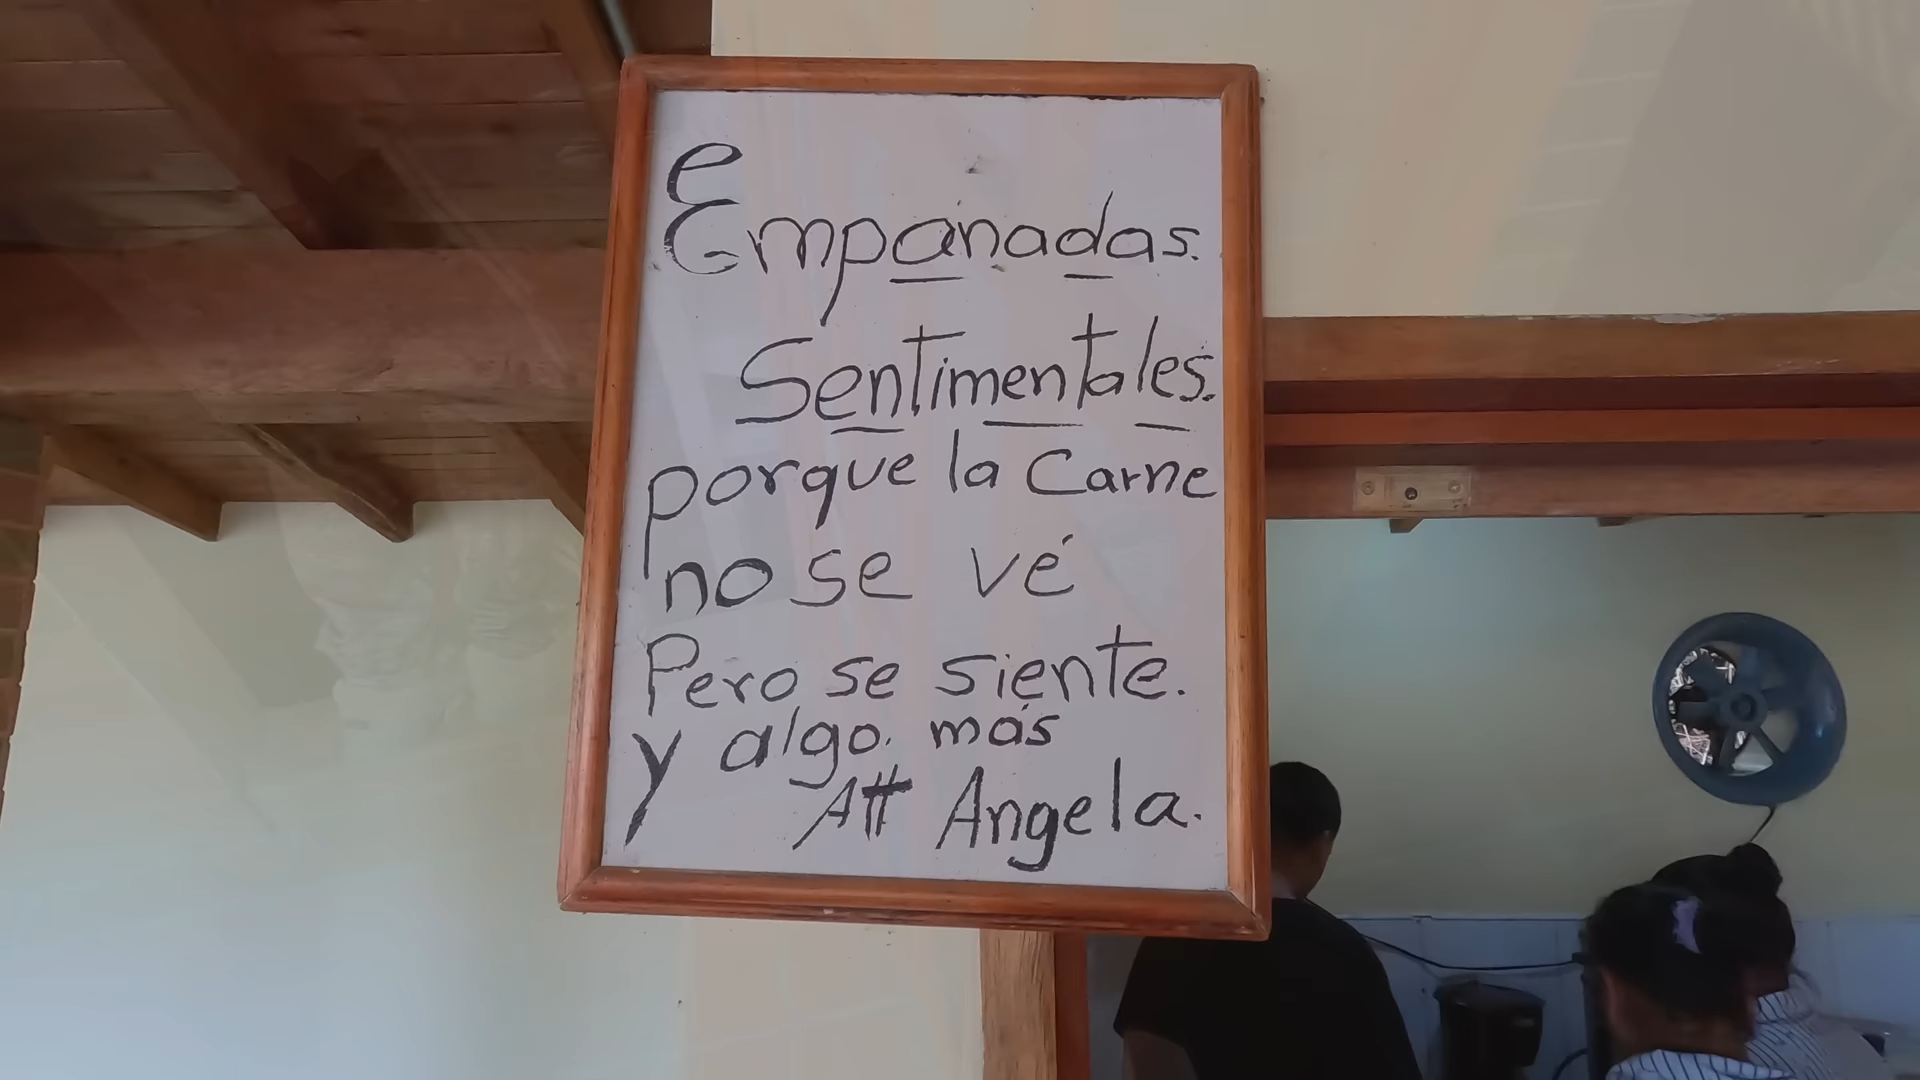 Empanadas.
Sentimentales.
porque la Carne
no se vé
Pero se siente.
y algo. más
Att Angela.